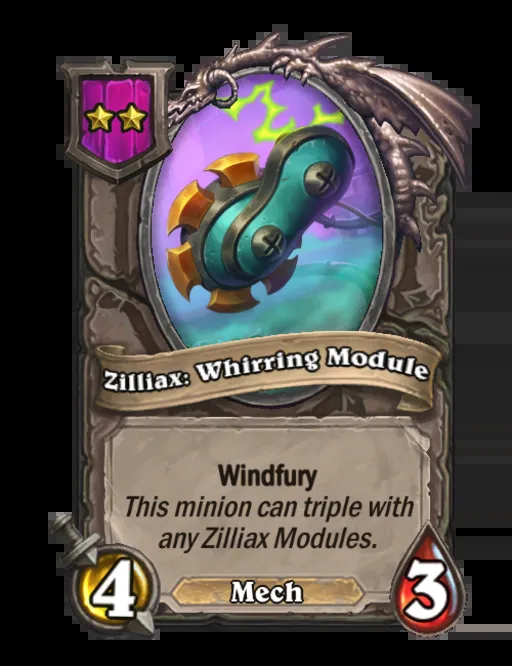 Zilliax: Whirring Module
Windfury
This minion can triple with
any Zilliax Modules.
4
Mech
3